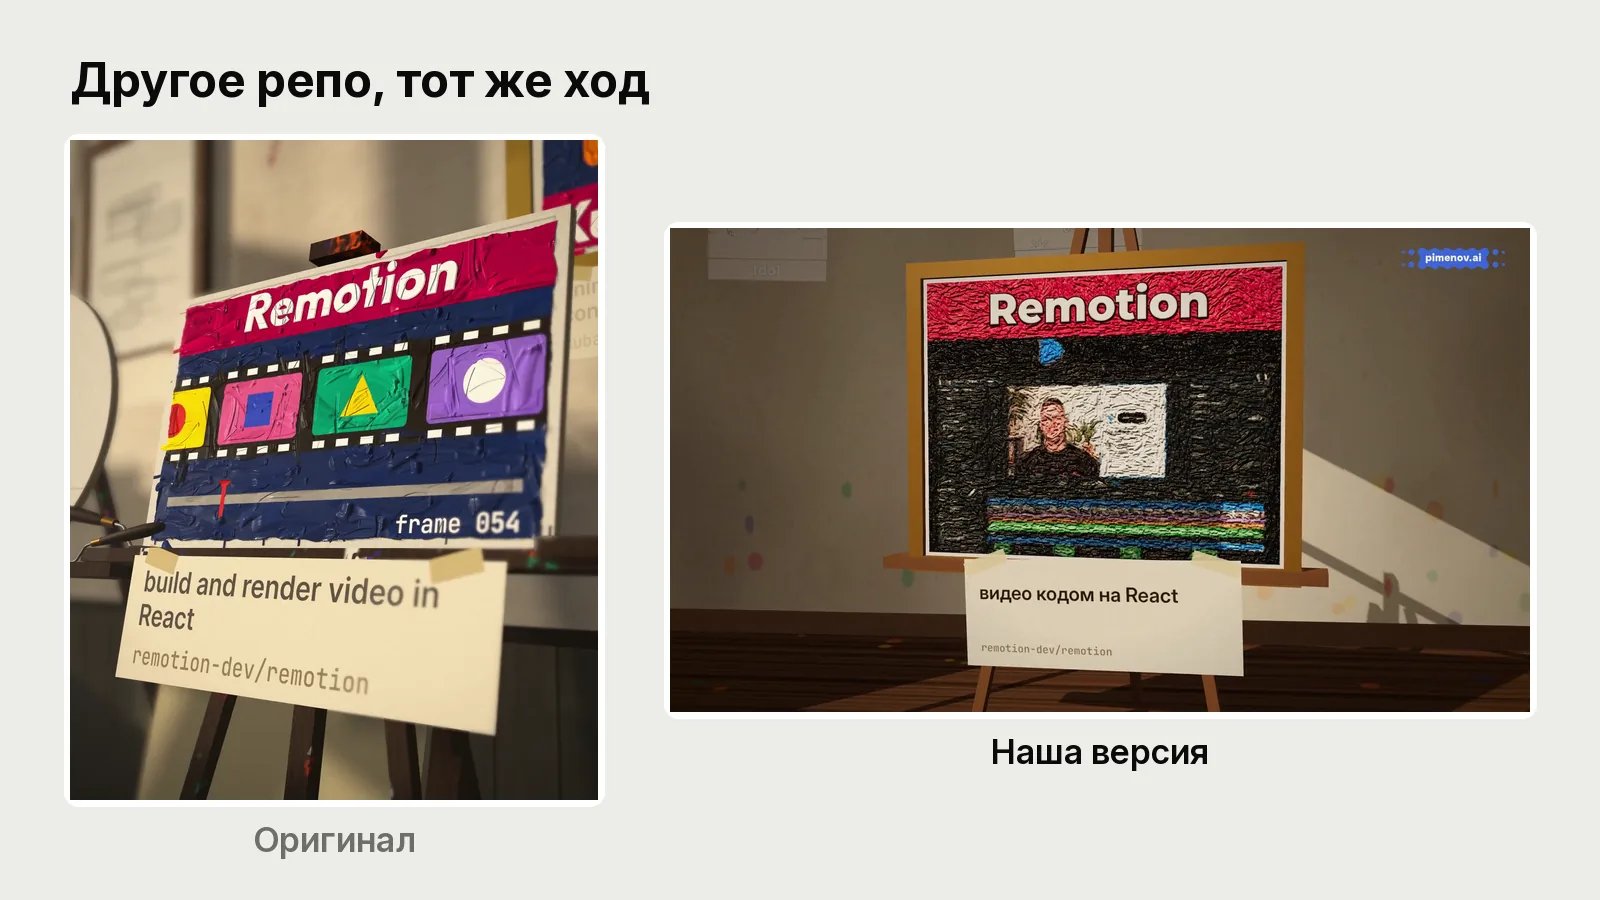 Другое репо, тот же ход
Remotion
frame 054
build and render video in
React
remotion-dev/remotion
Оригинал
pimenov.ai
Remotion
видео кодом на React
remotion-dev/remotion
Наша версия